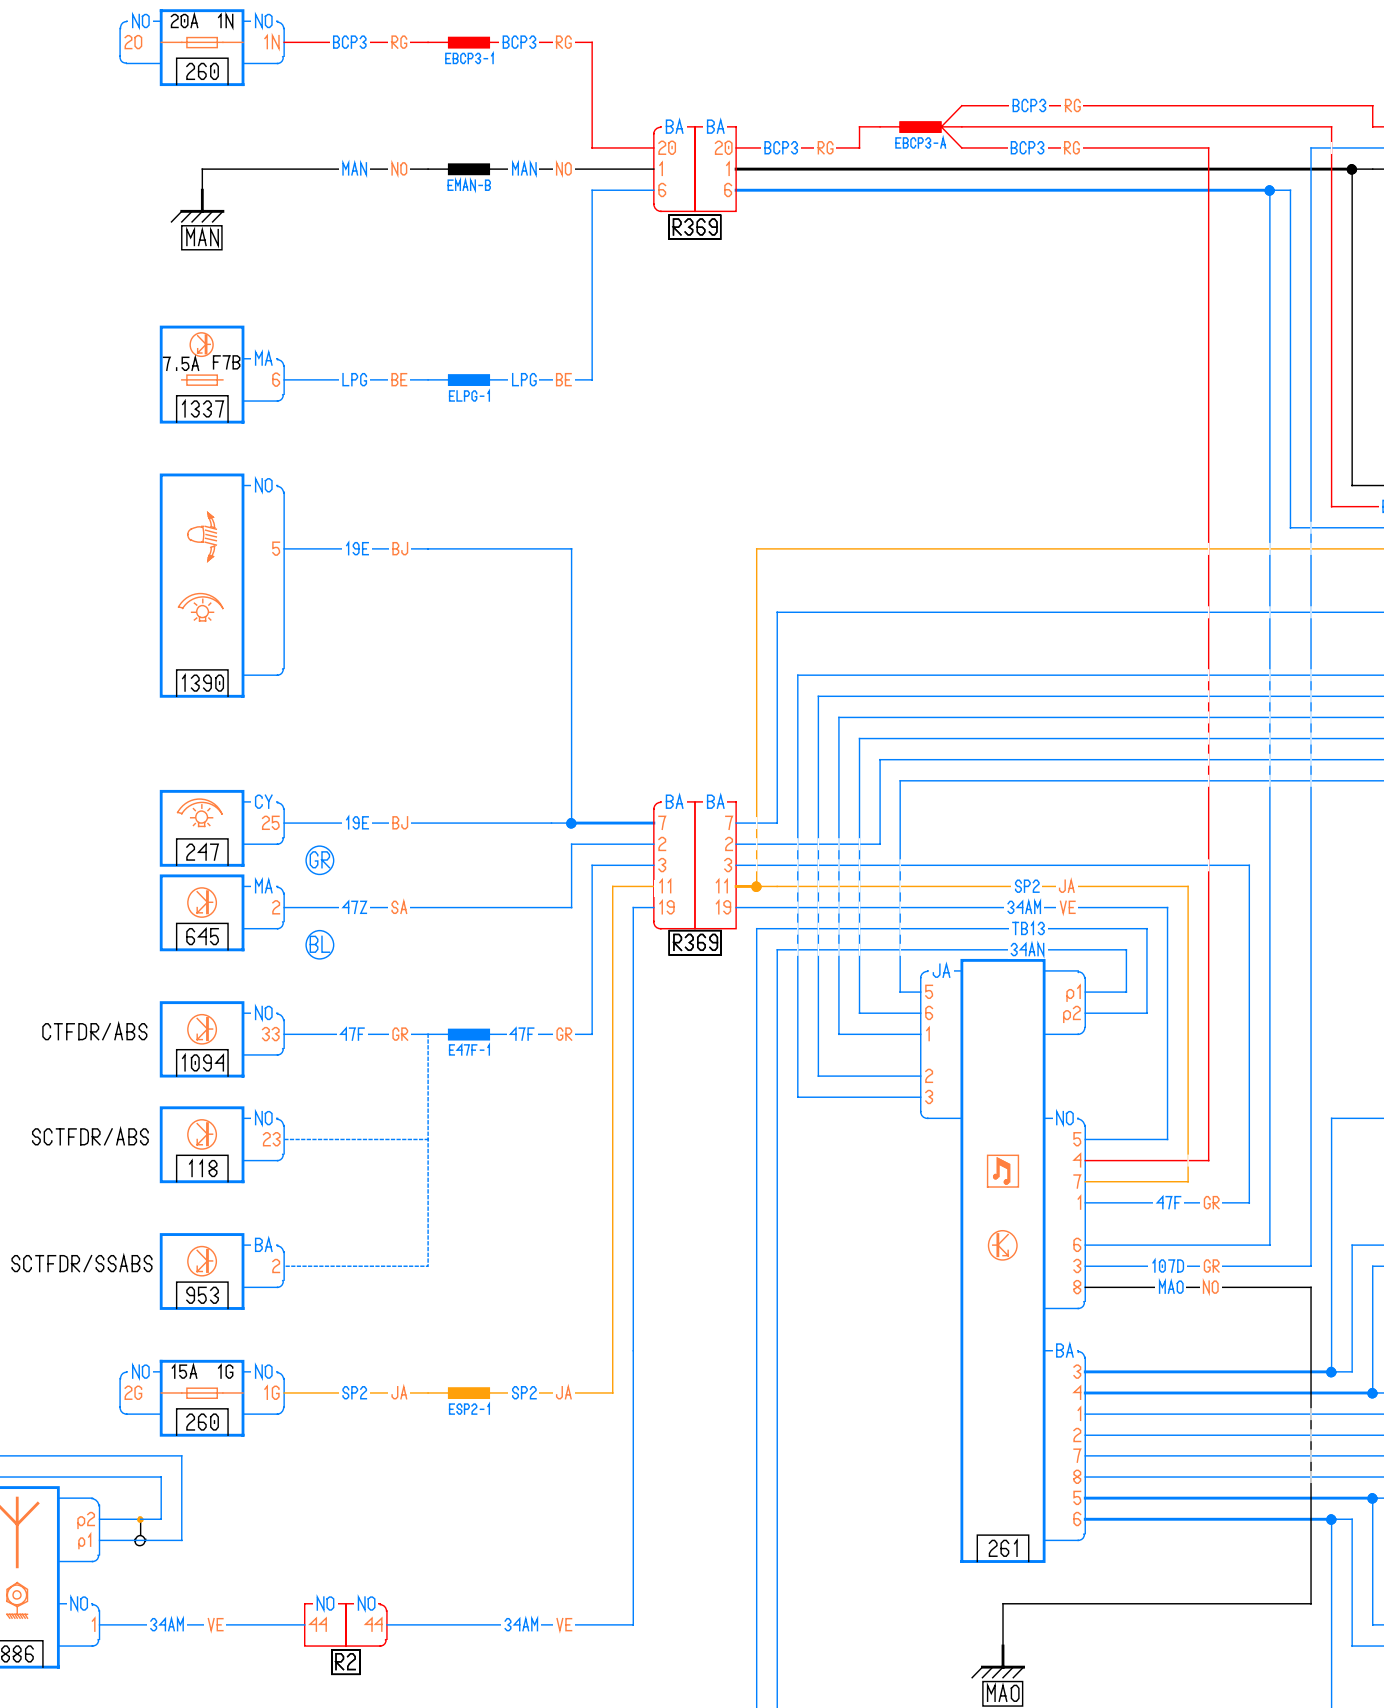 NO 20A 1N NO
20 1N BCP3 RG BCP3 RG
EBCP3-1
260
BCP3 RG
BA BA
20 20 BCP3 RG BCP3 RG
EBCP3-A
MAN NO MAN NO 1 1
EMAN-B
6 6
R369
MAN
7.5A F7B MA
6 LPG BE LPG BE
ELPG-1
1337
NO
5 19E BJ
1390
CY BA BA
25 19E BJ 7 7
2 2
247 GR
3 3
MA 11 11 SP2 JA
2 47Z SA 19 19 34AM VE
TB13
645 BL R369
34AN
JA
5 p1
NO 6 p2
CTFDR/ABS 33 47F GR 47F GR 1
E47F-1
1094
2
3
NO NO
SCTFDR/ABS 23 5
4
118
7
1 47F GR
BA 6
SCTFDR/SSABS 2 3 107D GR
953 8 MAO NO
BA
NO 15A 1G NO 3
2G 1G SP2 JA SP2 JA 4
ESP2-1
1
260
2
7
8
5
p2 6
p1
261
NO NO NO
1 34AM VE 44 44 34AM VE
886 R2
MAO